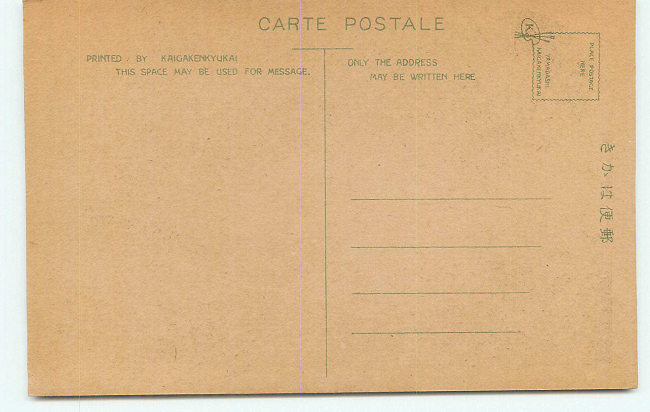 CARTE POSTALE
PRINTED. BY KAIGAKENKYUKAI
THIS SPACE MAY BE USED FOR MESSAGE.
ONLY THE ADDRESS
MAY BE WRITTEN HERE
K
PLACE POSTAGE
HERE
KAIGAKENKYUKAI
きかは便郵